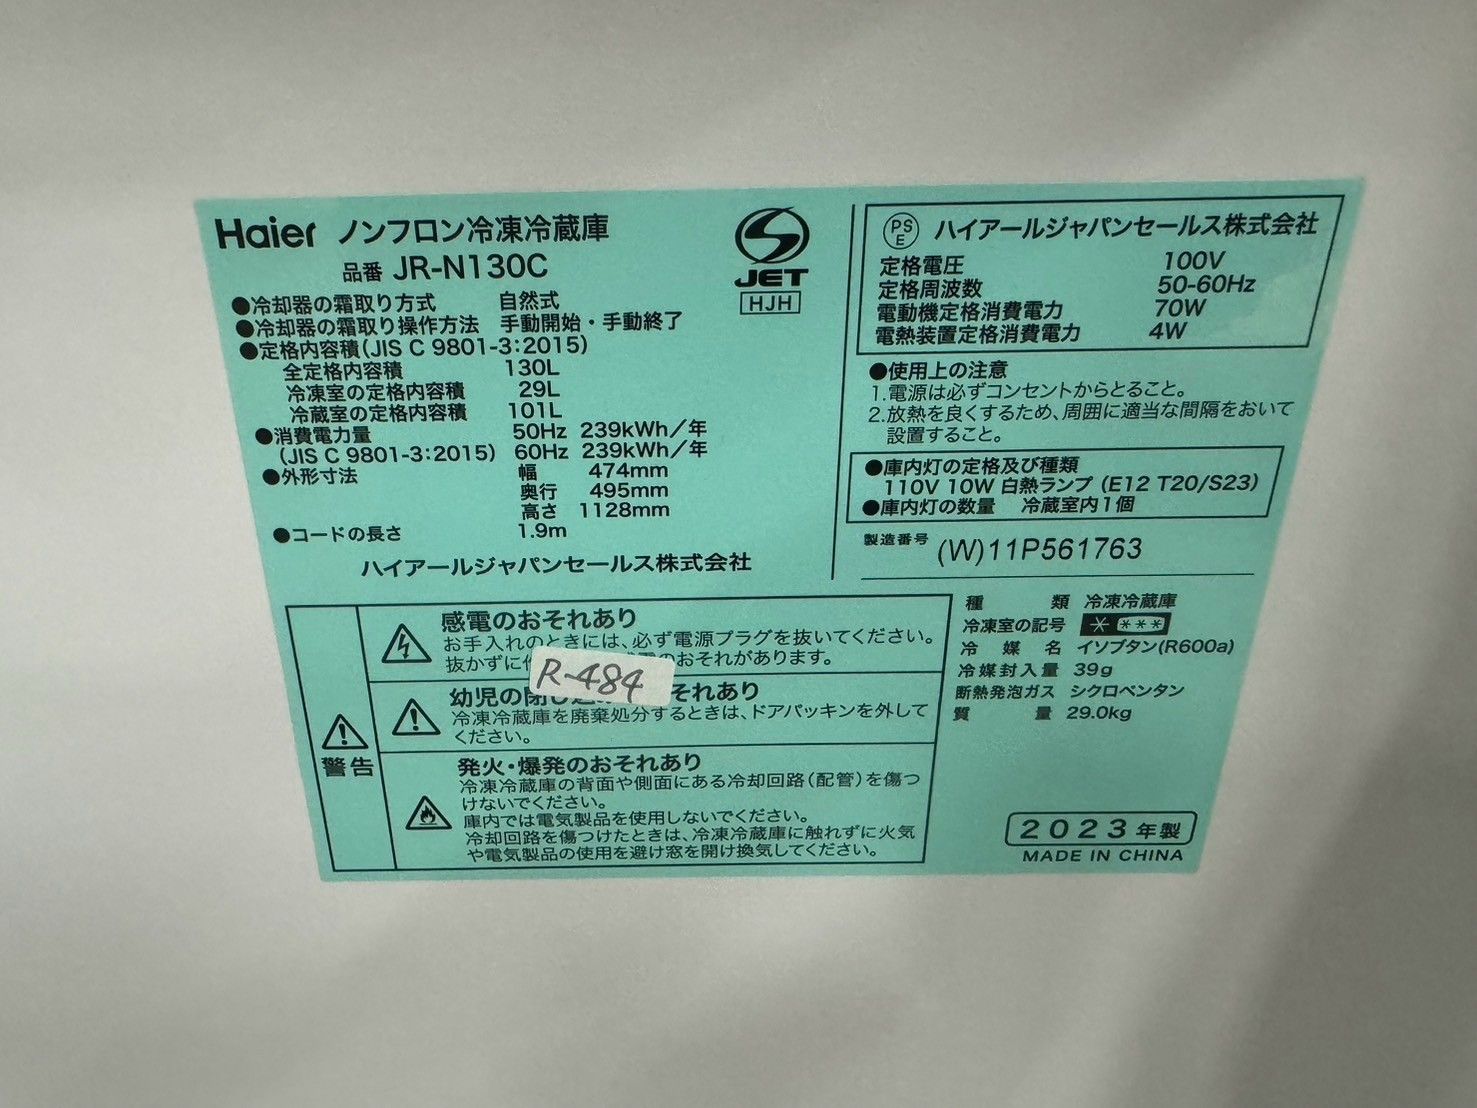 Haier ノンフロン冷凍冷蔵庫
品番 JR-N130C
●冷却器の霜取り方式 自然式
●冷却器の霜取り操作方法 手動開始・手動終了
●定格内容積(JIS C 9801-3:2015)
全定格内容積 130L
冷凍室の定格内容積 29L
冷蔵室の定格内容積 101L
●消費電力量 50Hz 239kWh/年
(JIS C 9801-3:2015) 60Hz 239kWh/年
●外形寸法 幅 474mm
奥行 495mm
高さ 1128mm
●コードの長さ 1.9m
ハイアールジャパンセールス株式会社
JET
HJH
PS
E
ハイアールジャパンセールス株式会社
定格電圧 100V
定格周波数 50-60Hz
電動機定格消費電力 70W
電熱装置定格消費電力 4W
●使用上の注意
1.電源は必ずコンセントからとること。
2.放熱を良くするため、周囲に適当な間隔をおいて
設置すること。
●庫内灯の定格及び種類
110V 10W 白熱ランプ (E12 T20/S23)
●庫内灯の数量 冷蔵室内1個
製造番号 (W)11P561763
警告
感電のおそれあり
お手入れのときには、必ず電源プラグを抜いてください。
抜かずに のおそれがあります。
R-484
幼児の閉じ込 それあり
冷凍冷蔵庫を廃棄処分するときは、ドアパッキンを外して
ください。
発火・爆発のおそれあり
冷凍冷蔵庫の背面や側面にある冷却回路(配管)を傷つ
けないでください。
庫内では電気製品を使用しないでください。
冷却回路を傷つけたときは、冷凍冷蔵庫に触れずに火気
や電気製品の使用を避け窓を開け換気してください。
種類 冷凍冷蔵庫
冷凍室の記号 * ***
冷媒名 イソブタン(R600a)
冷媒封入量 39g
断熱発泡ガス シクロペンタン
質量 29.0kg
2023年製
MADE IN CHINA